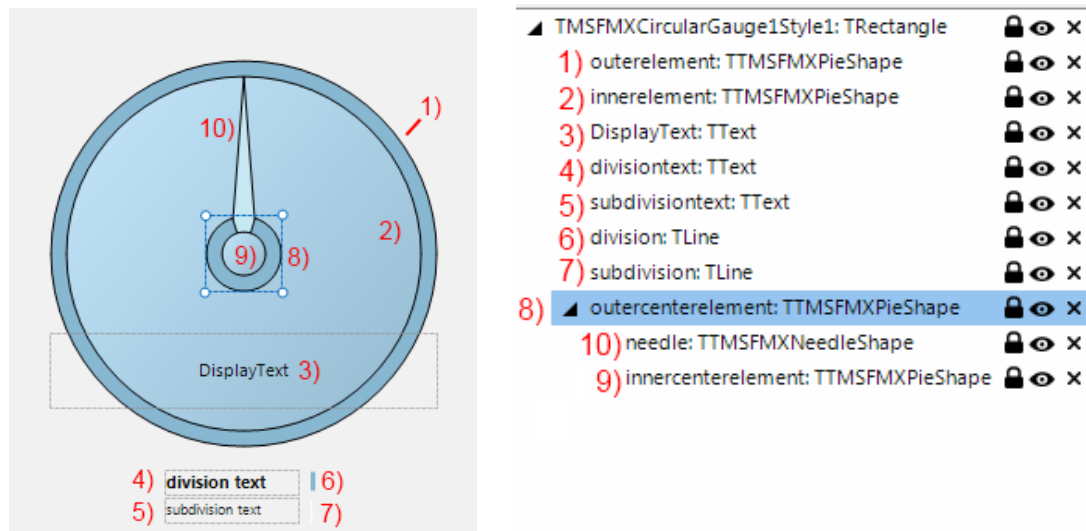 1)
10)
2)
9) 8)
DisplayText 3)
4) division text 6)
5) subdivision text 7)
TMSFMXCircularGauge1Style1: TRectangle
1) outerelement: TTMSFMXPieShape
2) innerelement: TTMSFMXPieShape
3) DisplayText: TText
4) divisiontext: TText
5) subdivisiontext: TText
6) division: TLine
7) subdivision: TLine
8) outercenterelement: TTMSFMXPieShape
10) needle: TTMSFMXNeedleShape
9) innercenterelement: TTMSFMXPieShape